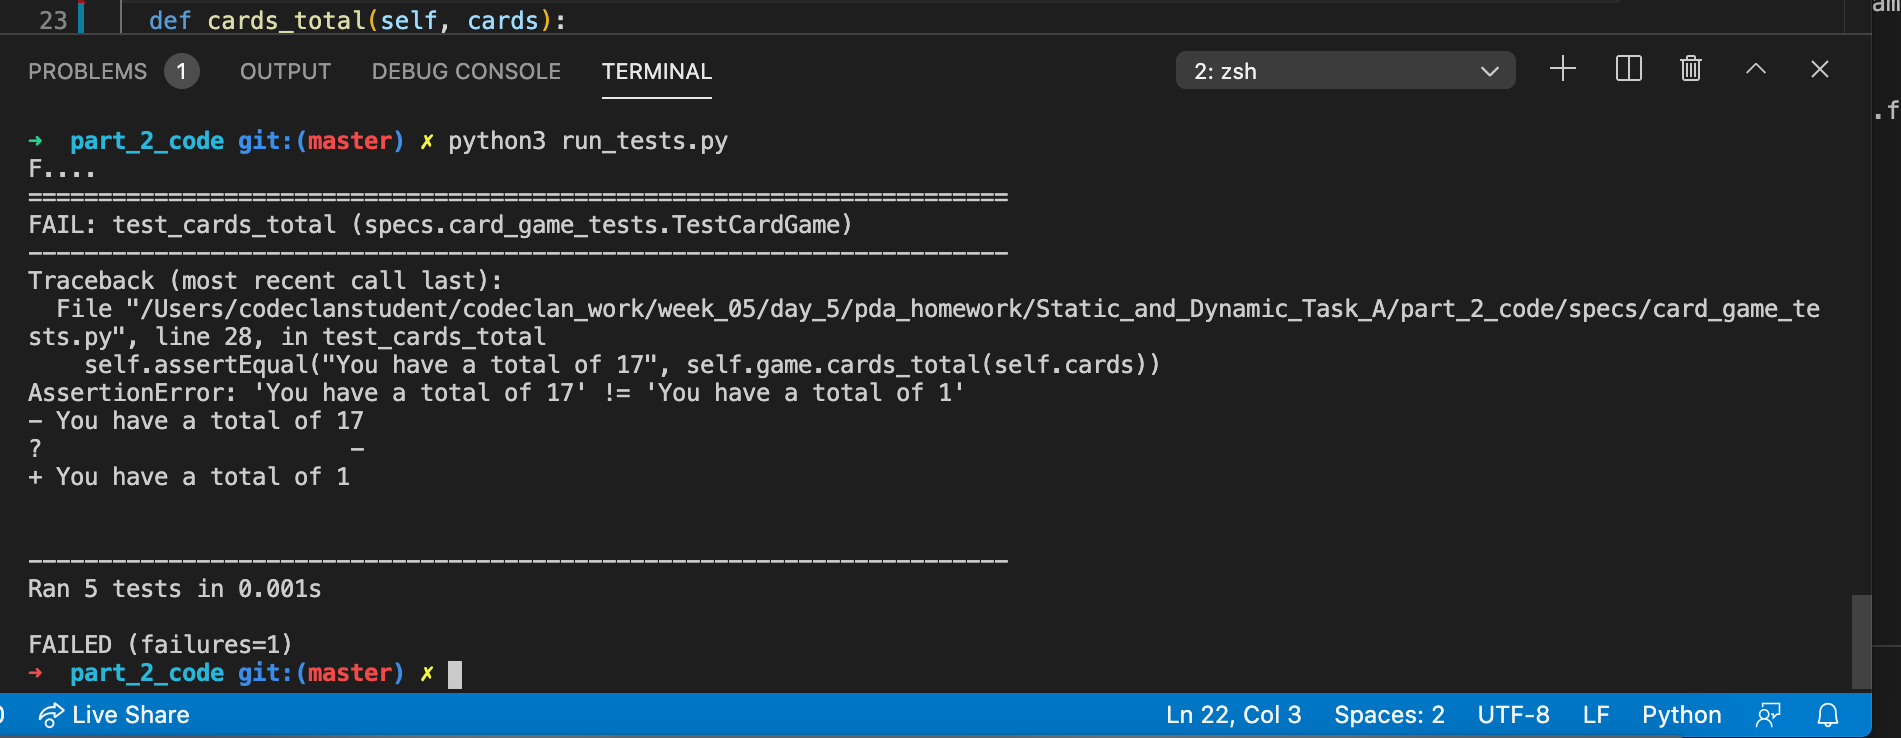 23 def cards_total(self, cards):
am
PROBLEMS 1 OUTPUT DEBUG CONSOLE TERMINAL 2: zsh
.f
→ part_2_code git:(master) ✗ python3 run_tests.py
F....
======================================================================
FAIL: test_cards_total (specs.card_game_tests.TestCardGame)
----------------------------------------------------------------------
Traceback (most recent call last):
File "/Users/codeclanstudent/codeclan_work/week_05/day_5/pda_homework/Static_and_Dynamic_Task_A/part_2_code/specs/card_game_te
sts.py", line 28, in test_cards_total
self.assertEqual("You have a total of 17", self.game.cards_total(self.cards))
AssertionError: 'You have a total of 17' != 'You have a total of 1'
- You have a total of 17
? -
+ You have a total of 1
----------------------------------------------------------------------
Ran 5 tests in 0.001s
FAILED (failures=1)
→ part_2_code git:(master) ✗
Live Share Ln 22, Col 3 Spaces: 2 UTF-8 LF Python